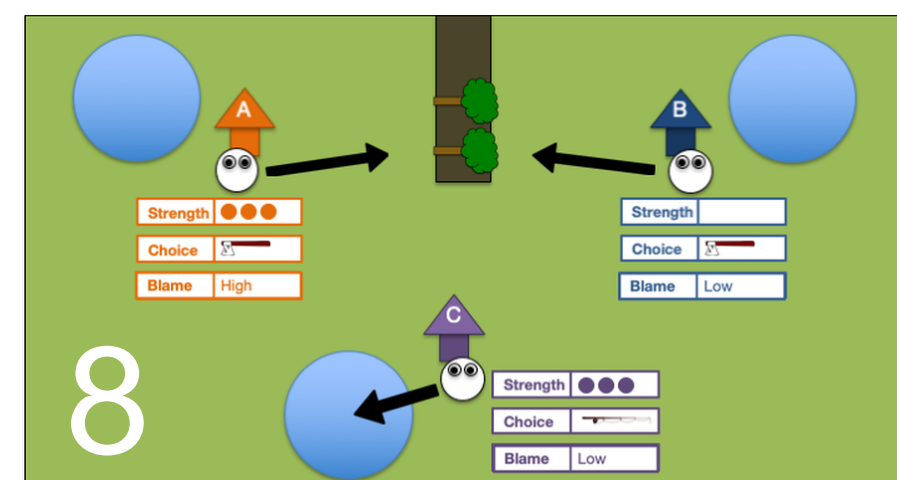 A
B
Strength
Choice
Blame High
Strength
Choice
Blame Low
C
Strength
Choice
Blame Low
8